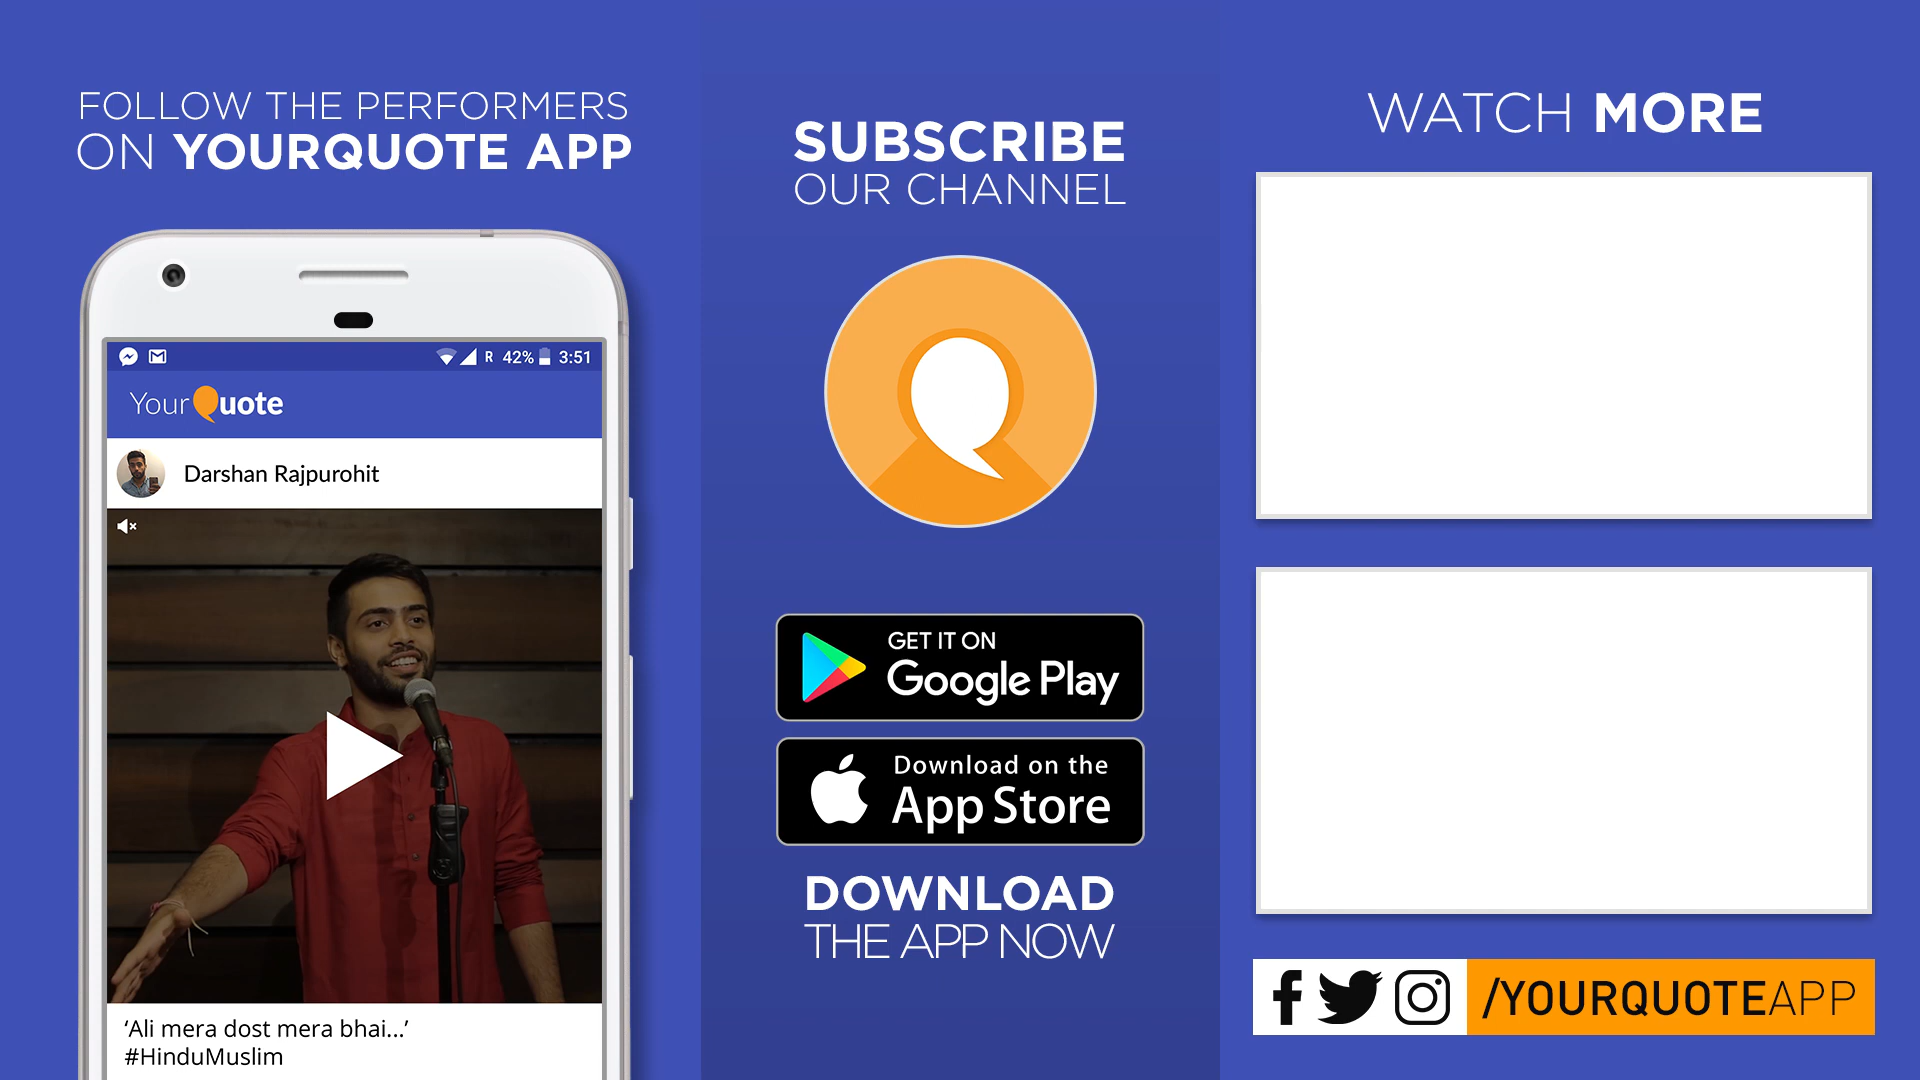 FOLLOW THE PERFORMERS
ON YOURQUOTE APP
R 42% 3:51
YourQuote
Darshan Rajpurohit
‘Ali mera dost mera bhai...’
#HinduMuslim
SUBSCRIBE
OUR CHANNEL
GET IT ON
Google Play
Download on the
App Store
DOWNLOAD
THE APP NOW
WATCH MORE
/YOURQUOTEAPP